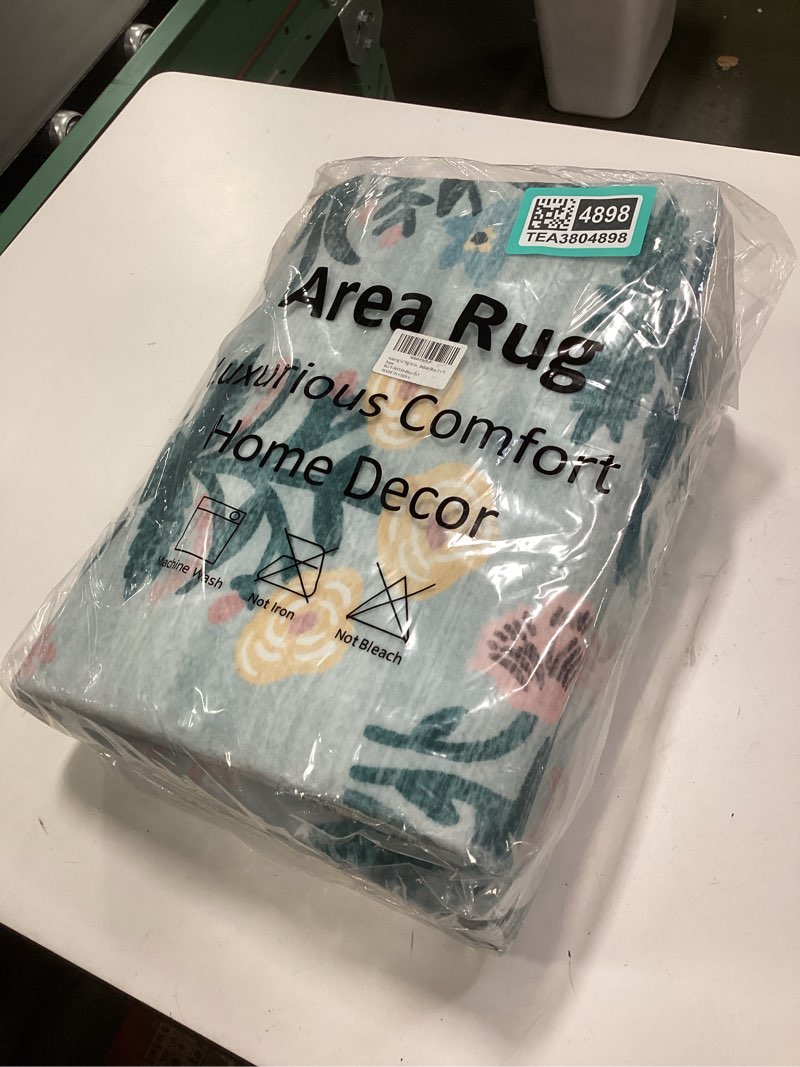 4898
TEA3804898
Area Rug
Luxurious Comfort
Home Decor
Machine Wash
Not Iron
Not Bleach